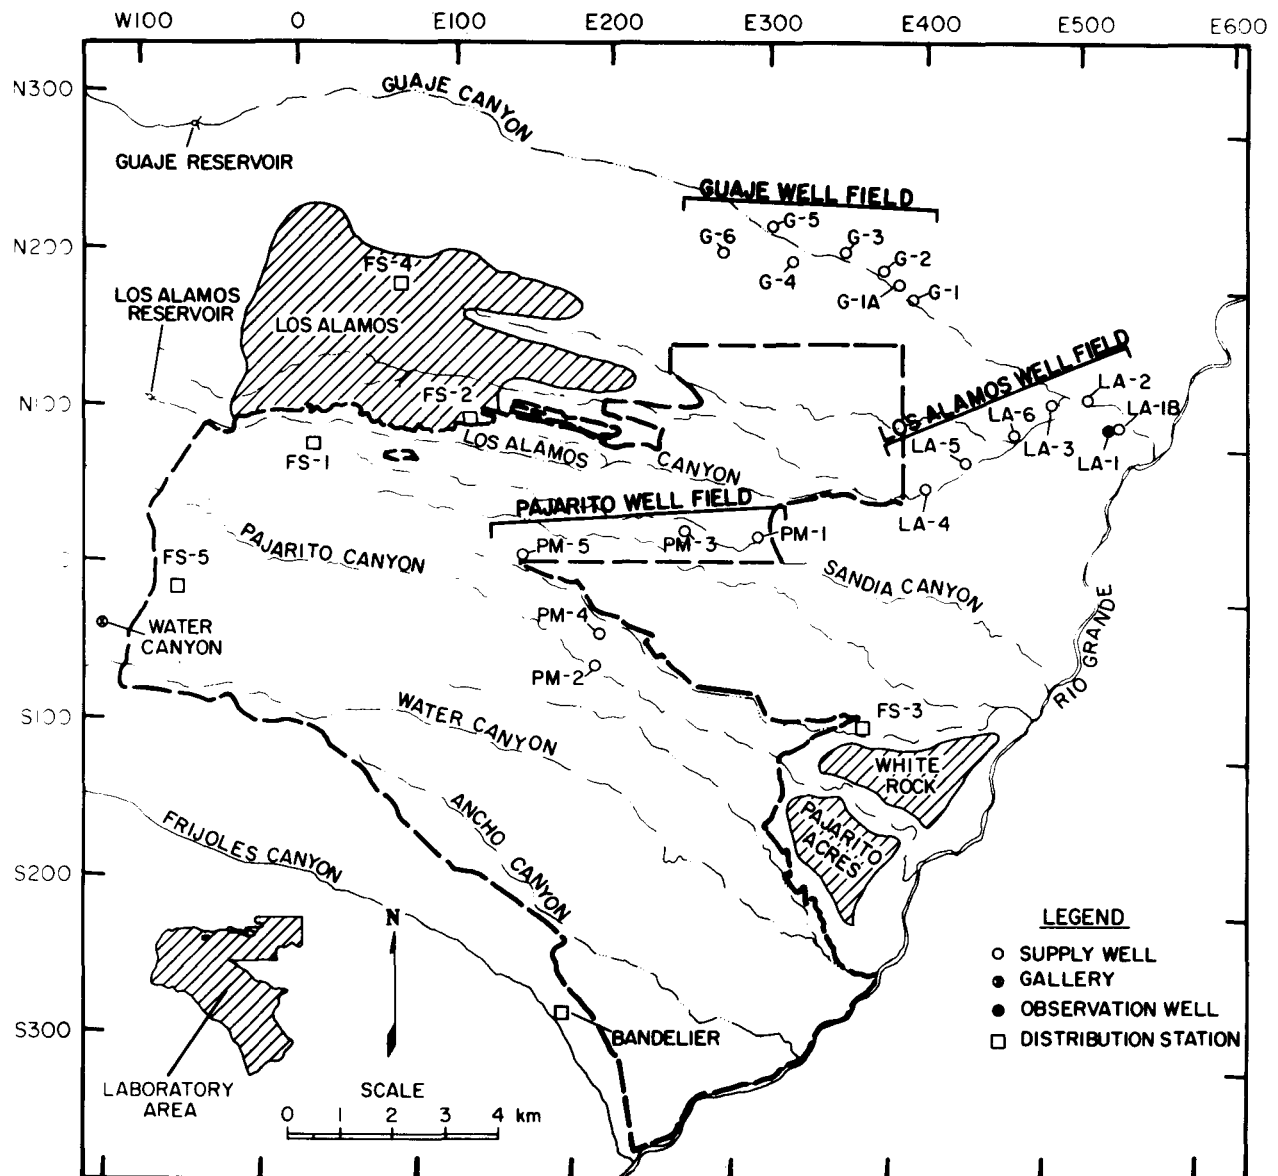 W100 0 E100 E200 E300 E400 E500 E600
N300
GUAJE CANYON
GUAJE RESERVOIR
GUAJE WELL FIELD
G-5
G-6
G-3
N200
G-2
FS-4
G-4
G-1A
G-1
LOS ALAMOS
RESERVOIR
LOS ALAMOS
LOS ALAMOS WELL FIELD
LA-2
FS-2
N100
LA-6
LA-1B
LOS ALAMOS
CANYON
LA-5
LA-3
LA-1
FS-1
PAJARITO WELL FIELD
LA-4
PAJARITO CANYON
PM-5
PM-3
PM-1
FS-5
SANDIA CANYON
PM-4
WATER
CANYON
RIO GRANDE
PM-2
WATER CANYON
S100
FS-3
WHITE
ROCK
ANCHO CANYON
PAJARITO
ACRES
FRIJOLES CANYON
S200
N
LEGEND
SUPPLY WELL
GALLERY
OBSERVATION WELL
DISTRIBUTION STATION
S300
BANDELIER
LABORATORY
AREA
SCALE
0 1 2 3 4 km